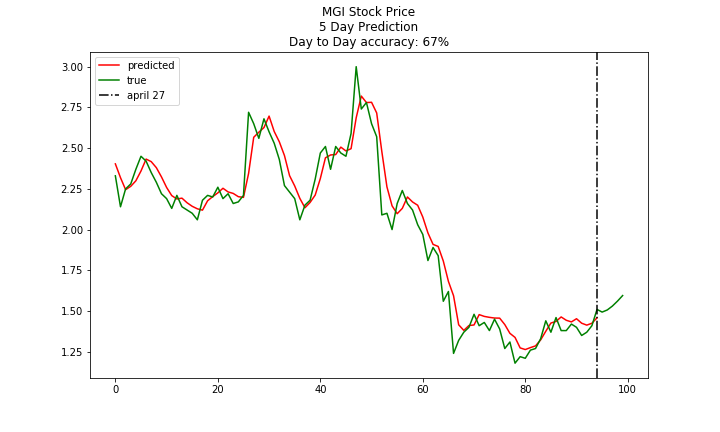 MGI Stock Price
5 Day Prediction
Day to Day accuracy: 67%
predicted
true
april 27
3.00
2.75
2.50
2.25
2.00
1.75
1.50
1.25
0 20 40 60 80 100